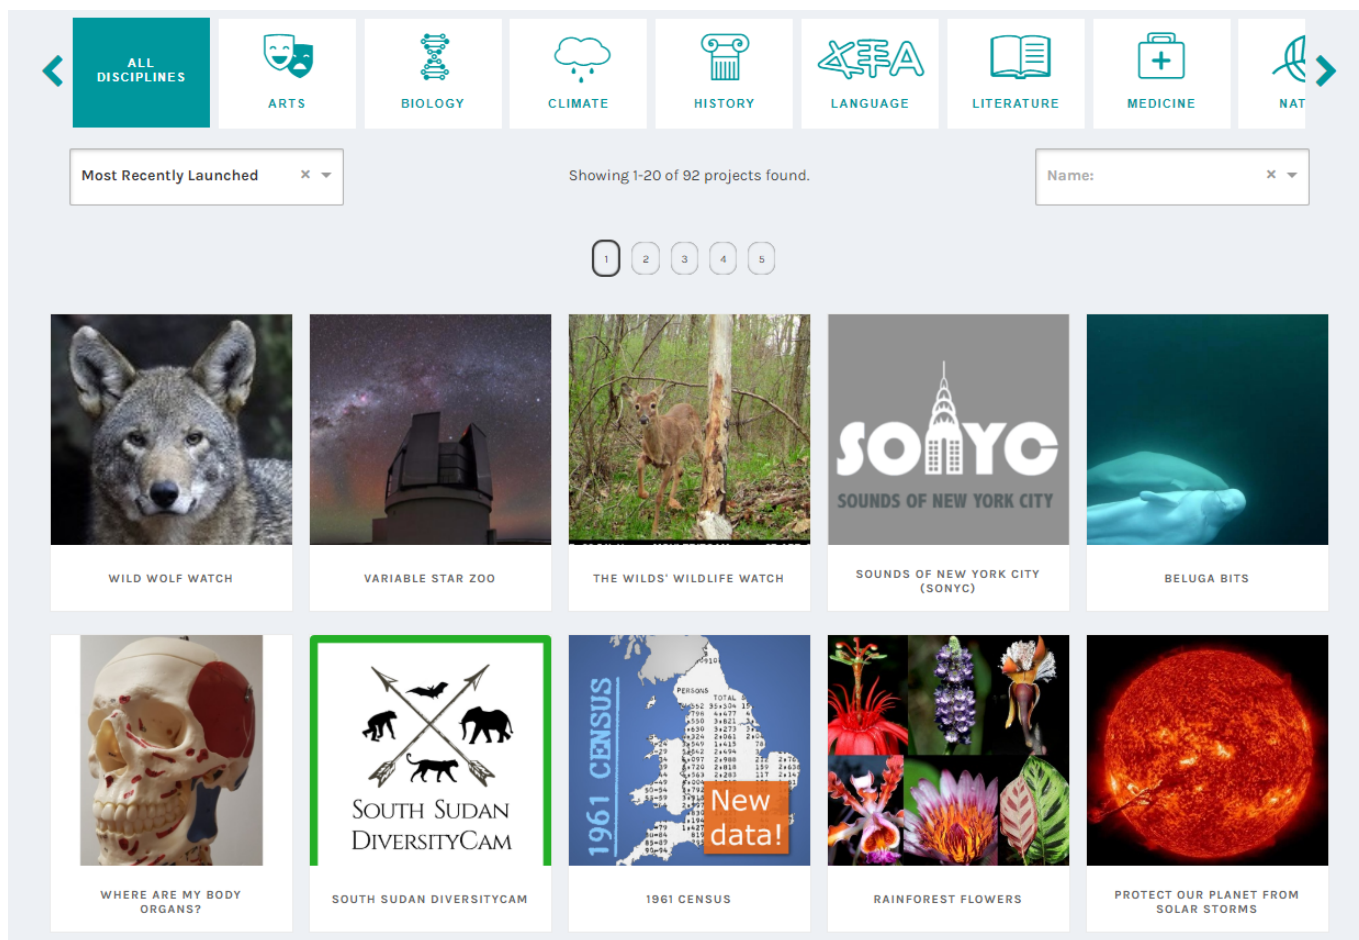 ALL
DISCIPLINES
ARTS
BIOLOGY
CLIMATE
HISTORY
LANGUAGE
LITERATURE
MEDICINE
NAT
Most Recently Launched
Showing 1-20 of 92 projects found.
Name:
1
2
3
4
5
SONYC
SOUNDS OF NEW YORK CITY
WILD WOLF WATCH
VARIABLE STAR ZOO
THE WILDS' WILDLIFE WATCH
SOUNDS OF NEW YORK CITY
(SONYC)
BELUGA BITS
SOUTH SUDAN
DIVERSITYCAM
1961 CENSUS
PERSONS
TOTAL
New
data!
WHERE ARE MY BODY
ORGANS?
SOUTH SUDAN DIVERSITYCAM
1961 CENSUS
RAINFOREST FLOWERS
PROTECT OUR PLANET FROM
SOLAR STORMS